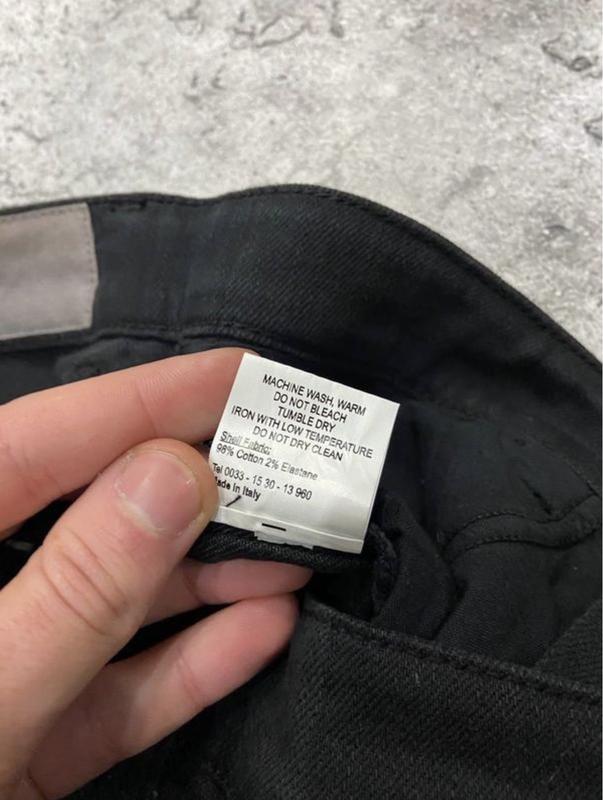 MACHINE WASH, WARM
DO NOT BLEACH
TUMBLE DRY
IRON WITH LOW TEMPERATURE
DO NOT DRY CLEAN
Shell Fabric:
98% Cotton 2% Elastane
Tel 0033 - 15 30 - 13 960
ade in Italy